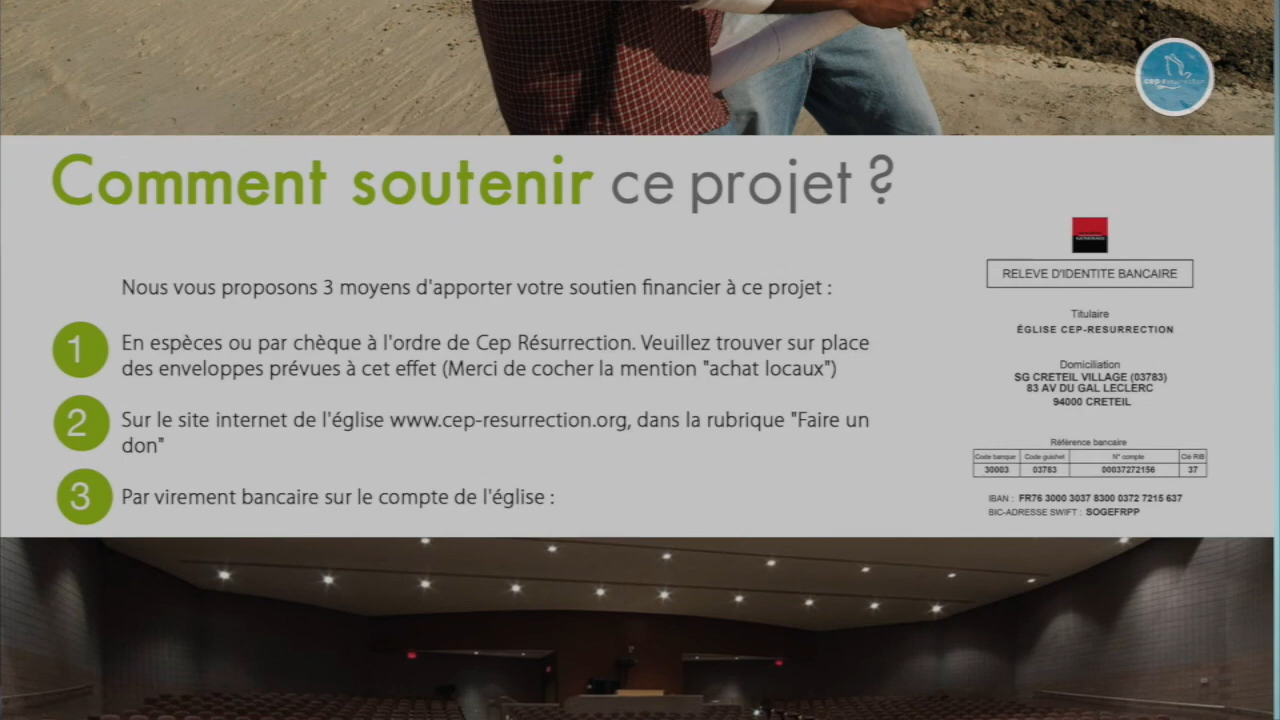 cep-résurrection
Comment soutenir ce projet ?
Nous vous proposons 3 moyens d'apporter votre soutien financier à ce projet :
1
En espèces ou par chèque à l'ordre de Cep Résurrection. Veuillez trouver sur place
des enveloppes prévues à cet effet (Merci de cocher la mention "achat locaux")
2
Sur le site internet de l'église www.cep-resurrection.org, dans la rubrique "Faire un
don"
3
Par virement bancaire sur le compte de l'église :
RELEVE D'IDENTITE BANCAIRE
Titulaire
ÉGLISE CEP-RESURRECTION
Domiciliation
SG CRETEIL VILLAGE (03783)
83 AV DU GAL LECLERC
94000 CRETEIL
Référence bancaire
Code banque Code guichet N° compte Clé RIB
30003 03783 00037272156 37
IBAN : FR76 3000 3037 8300 0372 7215 637
BIC-ADRESSE SWIFT : SOGEFRPP